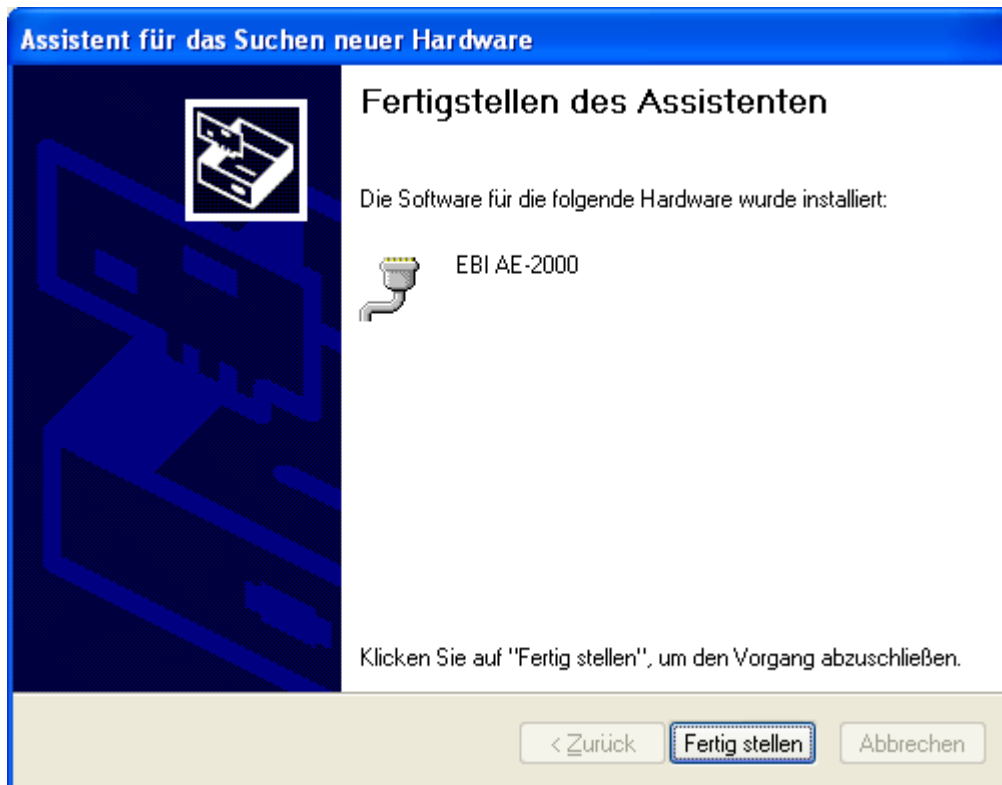 Assistent für das Suchen neuer Hardware
Fertigstellen des Assistenten
Die Software für die folgende Hardware wurde installiert:
EBI AE-2000
Klicken Sie auf "Fertig stellen", um den Vorgang abzuschließen.
< Zurück Fertig stellen Abbrechen